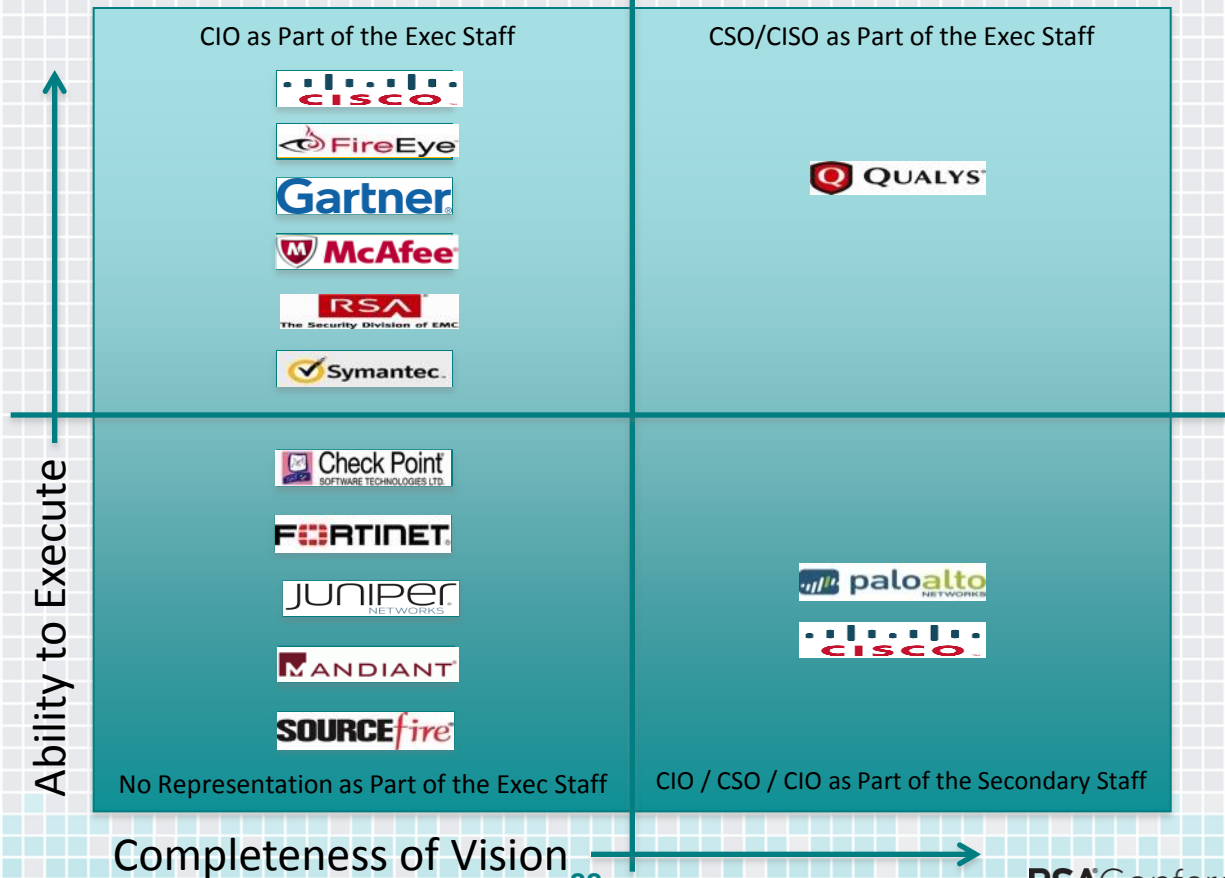 CIO as Part of the Exec Staff
CISCO
FireEye
Gartner
McAfee
RSA
The Security Division of EMC
Symantec
CSO/CISO as Part of the Exec Staff
QUALYS
Check Point
SOFTWARE TECHNOLOGIES LTD.
FORTINET
JUNIPER
NETWORKS
MANDIANT
SOURCEfire
No Representation as Part of the Exec Staff
paloalto
NETWORKS
CISCO
CIO / CSO / CIO as Part of the Secondary Staff
Ability to Execute
Completeness of Vision